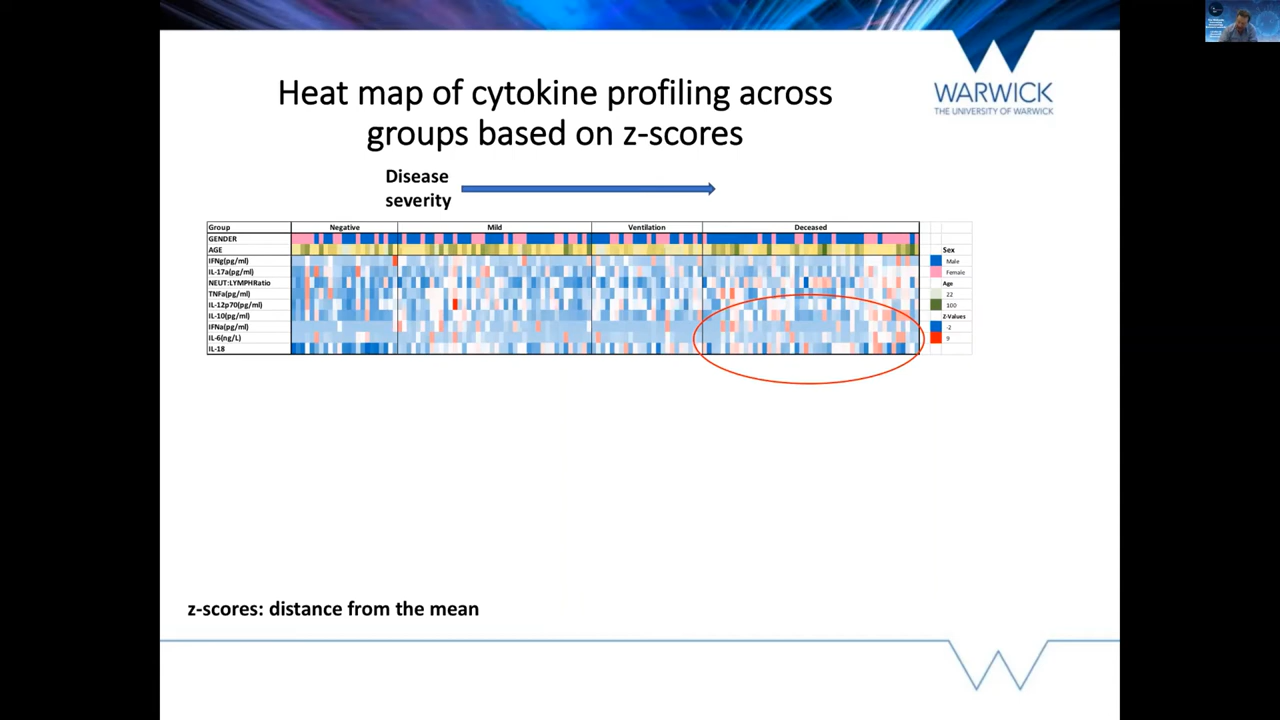 WARWICK
THE UNIVERSITY OF WARWICK
Heat map of cytokine profiling across
groups based on z-scores
Disease
severity
Group Negative Mild Ventilation Deceased
GENDER
AGE
IFNg(pg/ml)
IL-17a(pg/ml)
NEUT:LYMPHRatio
TNFa(pg/ml)
IL-12p70(pg/ml)
IL-10(pg/ml)
IFNa(pg/ml)
IL-6(ng/L)
IL-18
Sex
Male
Female
Age
22
100
Z-Values
-2
9
z-scores: distance from the mean